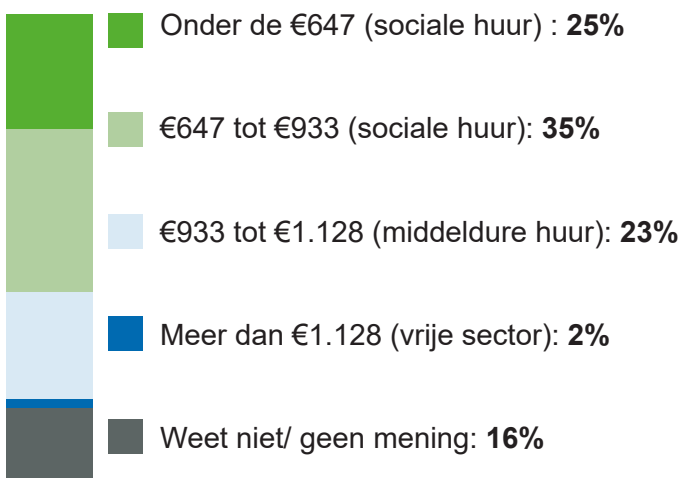 Onder de €647 (sociale huur) : 25%
€647 tot €933 (sociale huur): 35%
€933 tot €1.128 (middeldure huur): 23%
Meer dan €1.128 (vrije sector): 2%
Weet niet/ geen mening: 16%